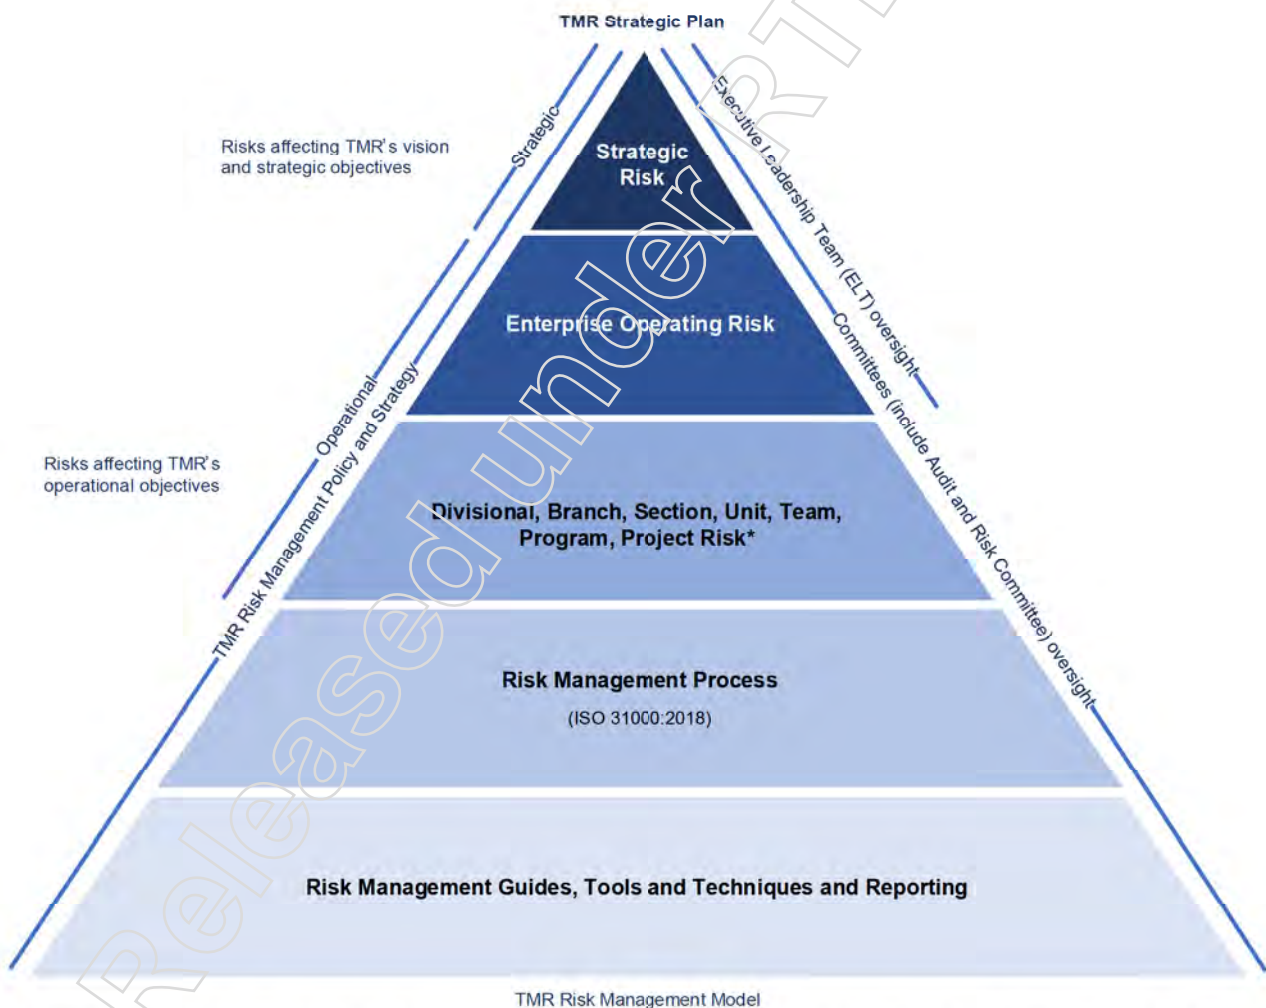 TMR Strategic Plan
Strategic
Executive Leadership Team (ELT) oversight
Risks affecting TMR's vision
and strategic objectives
Strategic
Risk
Enterprise Operating Risk
Operational
TMR Risk Management Policy and Strategy
Committees (include Audit and Risk Committee) oversight
Risks affecting TMR's
operational objectives
Divisional, Branch, Section, Unit, Team,
Program, Project Risk*
Risk Management Process
(ISO 31000:2018)
Risk Management Guides, Tools and Techniques and Reporting
TMR Risk Management Model
Released under RTI